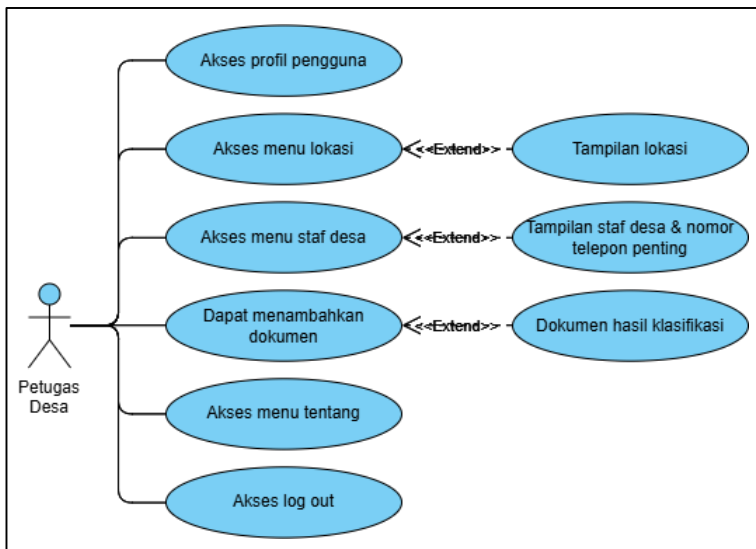 Akses profil pengguna
Akses menu lokasi
<<Extend>>
Tampilan lokasi
Akses menu staf desa
<<Extend>>
Tampilan staf desa & nomor
telepon penting
Dapat menambahkan
dokumen
<<Extend>>
Dokumen hasil klasifikasi
Petugas
Desa
Akses menu tentang
Akses log out